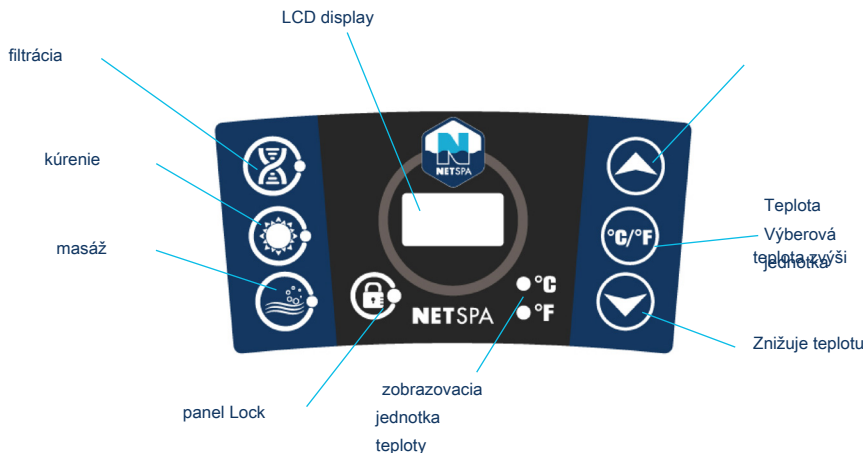 LCD display
filtrácia
NETSPA
kúrenie
Teplota
°C/°F
Výberová
masáž
teplota zvýši
jednotka
°C
NETSPA
°F
Znižuje teplotu
zobrazovacia
panel Lock
jednotka
teploty